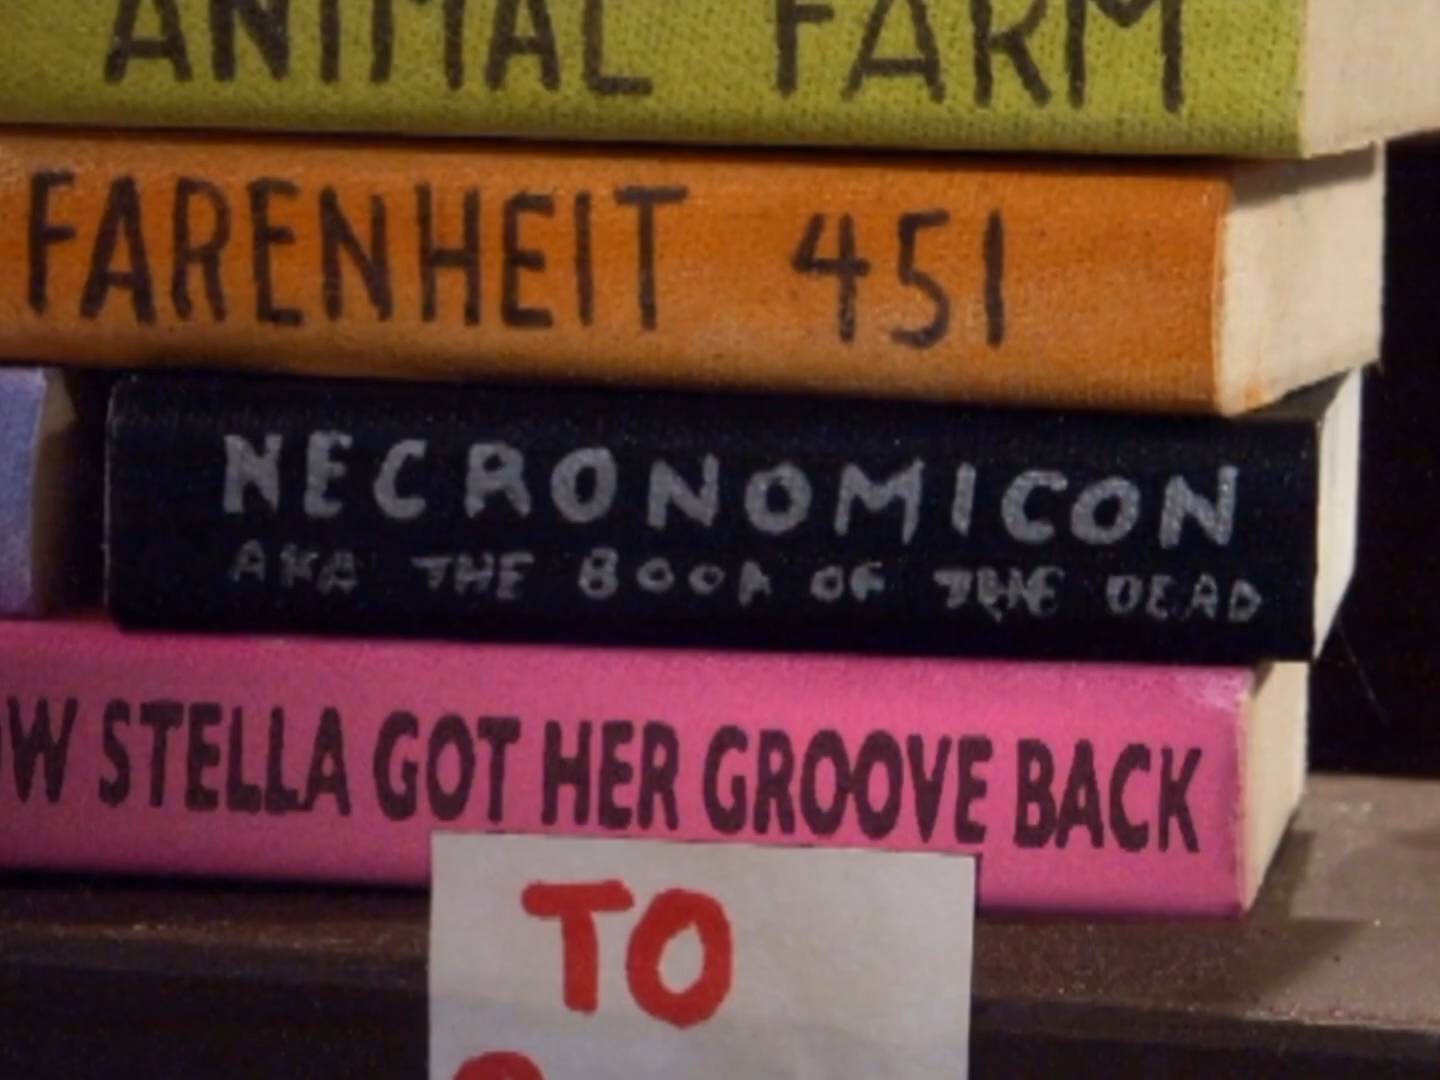 ANIMAL FARM
FARENHEIT 451
NECRONOMICON
AKA THE BOOK OF THE DEAD
STELLA GOT HER GROOVE BACK
TO